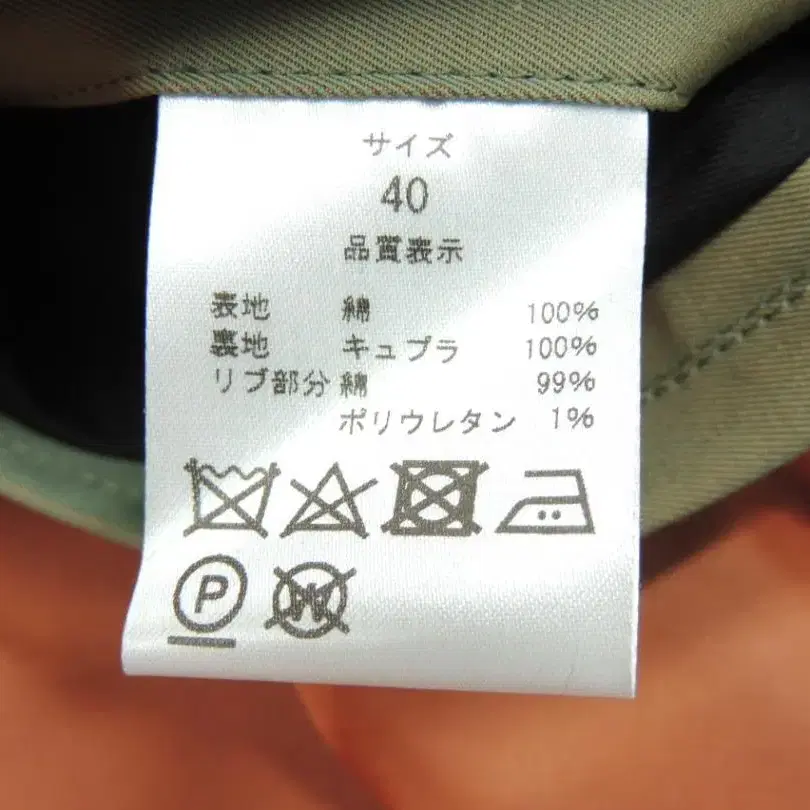 サイズ
40
品質表示
表地 綿 100%
裏地 キュプラ 100%
リブ部分 綿 99%
ポリウレタン 1%
P
W